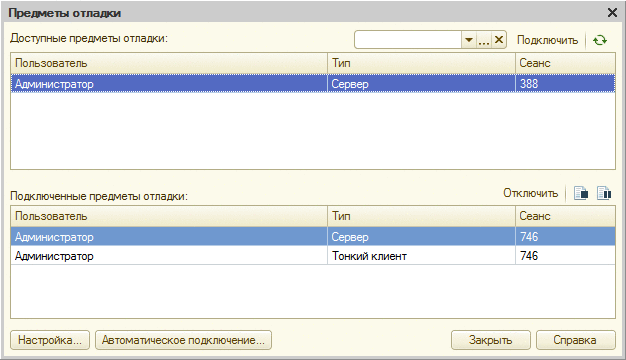 Предметы отладки
Доступные предметы отладки: ... Подключить
Пользователь Тип Сеанс
Администратор Сервер 388
Подключенные предметы отладки: Отключить
Пользователь Тип Сеанс
Администратор Сервер 746
Администратор Тонкий клиент 746
Настройка... Автоматическое подключение... Закрыть Справка